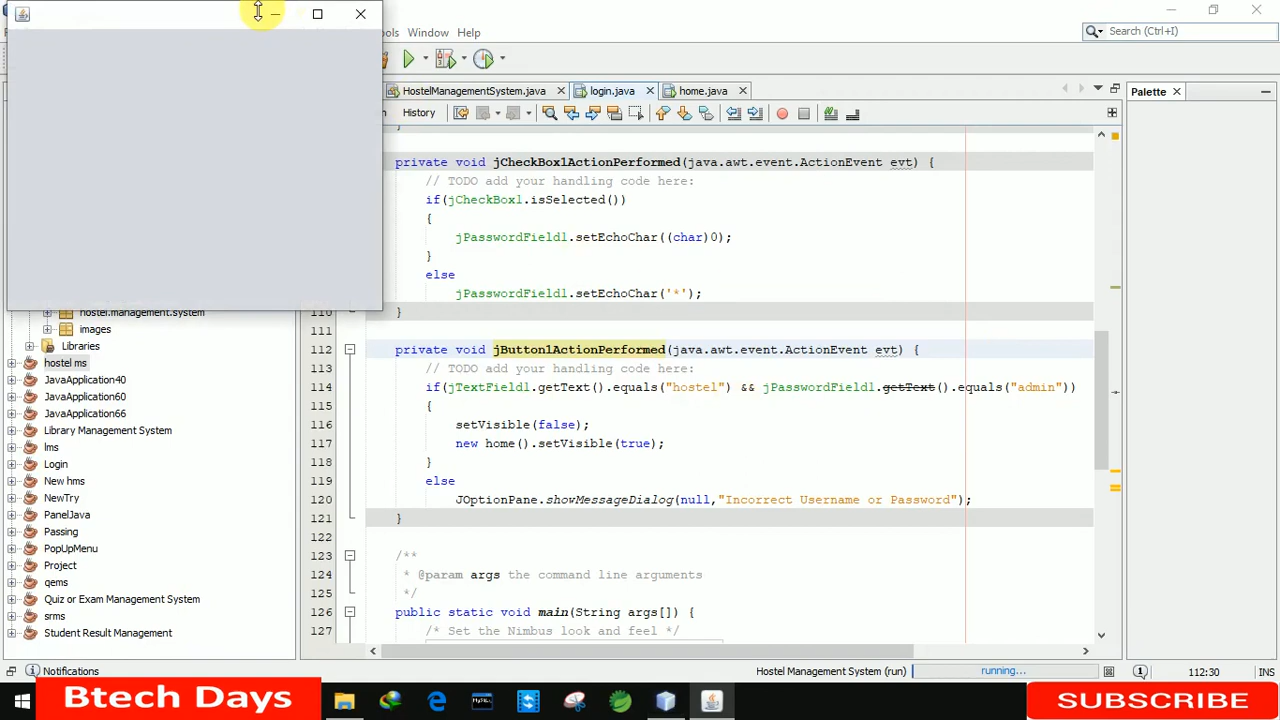 ols Window Help
Search (Ctrl+I)
HostelManagementSystem.java login.java home.java
Palette
History
private void jCheckBox1ActionPerformed(java.awt.event.ActionEvent evt) {
// TODO add your handling code here:
if(jCheckBox1.isSelected())
{
jPasswordField1.setEchoChar((char)0);
}
else
jPasswordField1.setEchoChar('*');
110 }
111
112 private void jButton1ActionPerformed(java.awt.event.ActionEvent evt) {
113 // TODO add your handling code here:
114 if(jTextField1.getText().equals("hostel") && jPasswordField1.getText().equals("admin"))
115 {
116 setVisible(false);
117 new home().setVisible(true);
118 }
119 else
120 JOptionPane.showMessageDialog(null,"Incorrect Username or Password");
121 }
122
123 /**
124 * @param args the command line arguments
125 */
126 public static void main(String args[]) {
127 /* Set the Nimbus look and feel */
hostel.management.system
images
Libraries
hostel ms
JavaApplication40
JavaApplication60
JavaApplication66
Library Management System
lms
Login
New hms
NewTry
PanelJava
Passing
PopUpMenu
Project
qems
Quiz or Exam Management System
srms
Student Result Management
Notifications
Hostel Management System (run) running... 112:30 INS
Btech Days
SUBSCRIBE